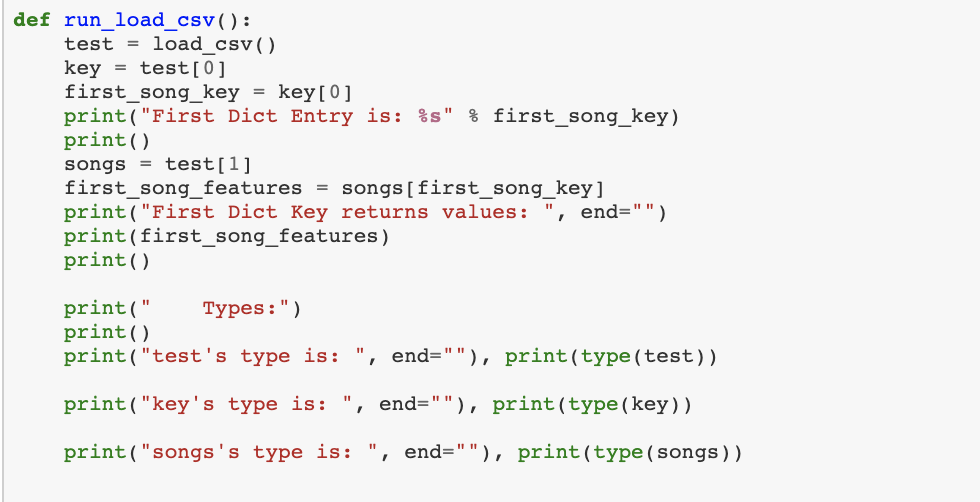 def run_load_csv():
    test = load_csv()
    key = test[0]
    first_song_key = key[0]
    print("First Dict Entry is: %s" % first_song_key)
    print()
    songs = test[1]
    first_song_features = songs[first_song_key]
    print("First Dict Key returns values: ", end="")
    print(first_song_features)
    print()

    print("    Types:")
    print()
    print("test's type is: ", end=""), print(type(test))

    print("key's type is: ", end=""), print(type(key))

    print("songs's type is: ", end=""), print(type(songs))